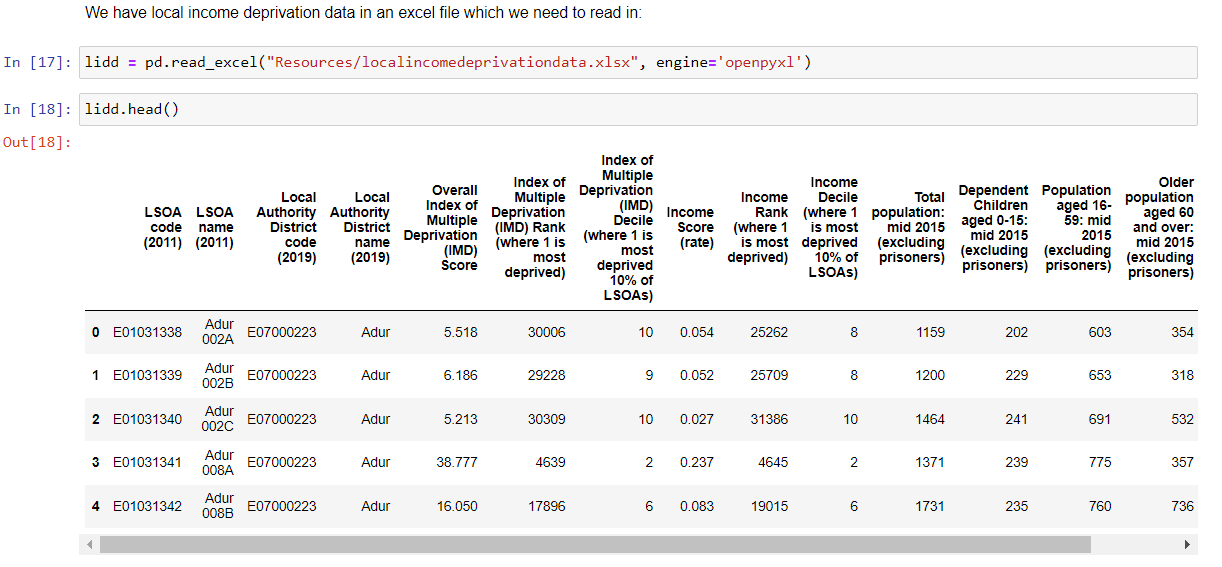 We have local income deprivation data in an excel file which we need to read in:
In [17]: lidd = pd.read_excel("Resources/localincomedeprivationdata.xlsx", engine='openpyxl')
In [18]: lidd.head()
Out[18]:
LSOA code (2011) LSOA name (2011) Local Authority District code (2019) Local Authority District name (2019) Overall Index of Multiple Deprivation (IMD) Score Index of Multiple Deprivation (IMD) Rank (where 1 is most deprived) Index of Multiple Deprivation (IMD) Decile (where 1 is most deprived 10% of LSOAs) Income Score (rate) Income Rank (where 1 is most deprived) Income Decile (where 1 is most deprived 10% of LSOAs) Total population: mid 2015 (excluding prisoners) Dependent Children aged 0-15: mid 2015 (excluding prisoners) Population aged 16-59: mid 2015 (excluding prisoners) Older population aged 60 and over: mid 2015 (excluding prisoners)
0 E01031338 Adur 002A E07000223 Adur 5.518 30006 10 0.054 25262 8 1159 202 603 354
1 E01031339 Adur 002B E07000223 Adur 6.186 29228 9 0.052 25709 8 1200 229 653 318
2 E01031340 Adur 002C E07000223 Adur 5.213 30309 10 0.027 31386 10 1464 241 691 532
3 E01031341 Adur 008A E07000223 Adur 38.777 4639 2 0.237 4645 2 1371 239 775 357
4 E01031342 Adur 008B E07000223 Adur 16.050 17896 6 0.083 19015 6 1731 235 760 736